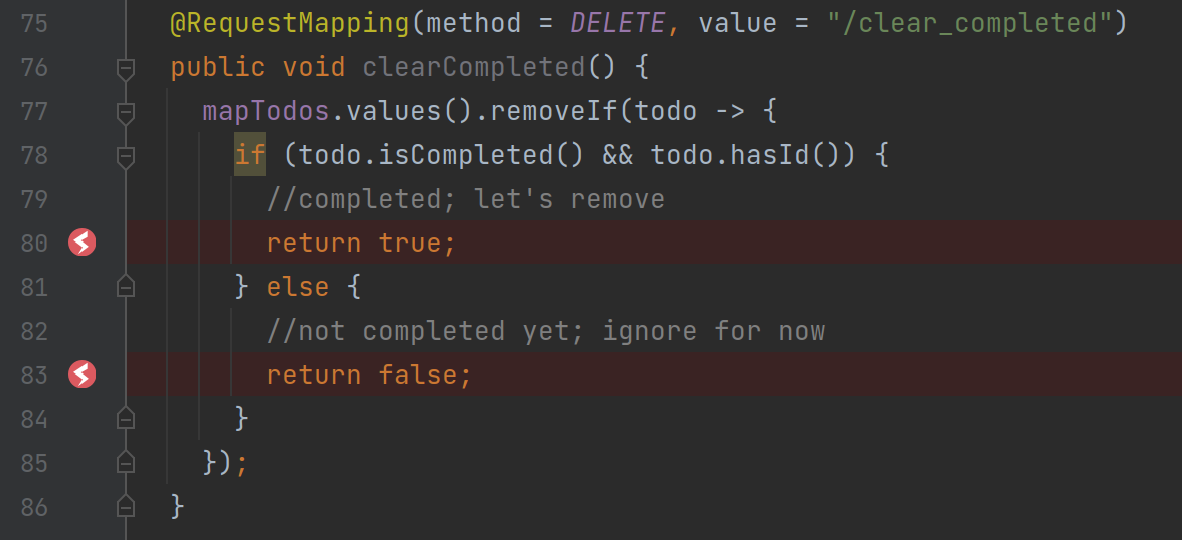 75 @RequestMapping(method = DELETE, value = "/clear_completed")
76 public void clearCompleted() {
77   mapTodos.values().removeIf(todo -> {
78     if (todo.isCompleted() && todo.hasId()) {
79       //completed; let's remove
80       return true;
81     } else {
82       //not completed yet; ignore for now
83       return false;
84     }
85   });
86 }